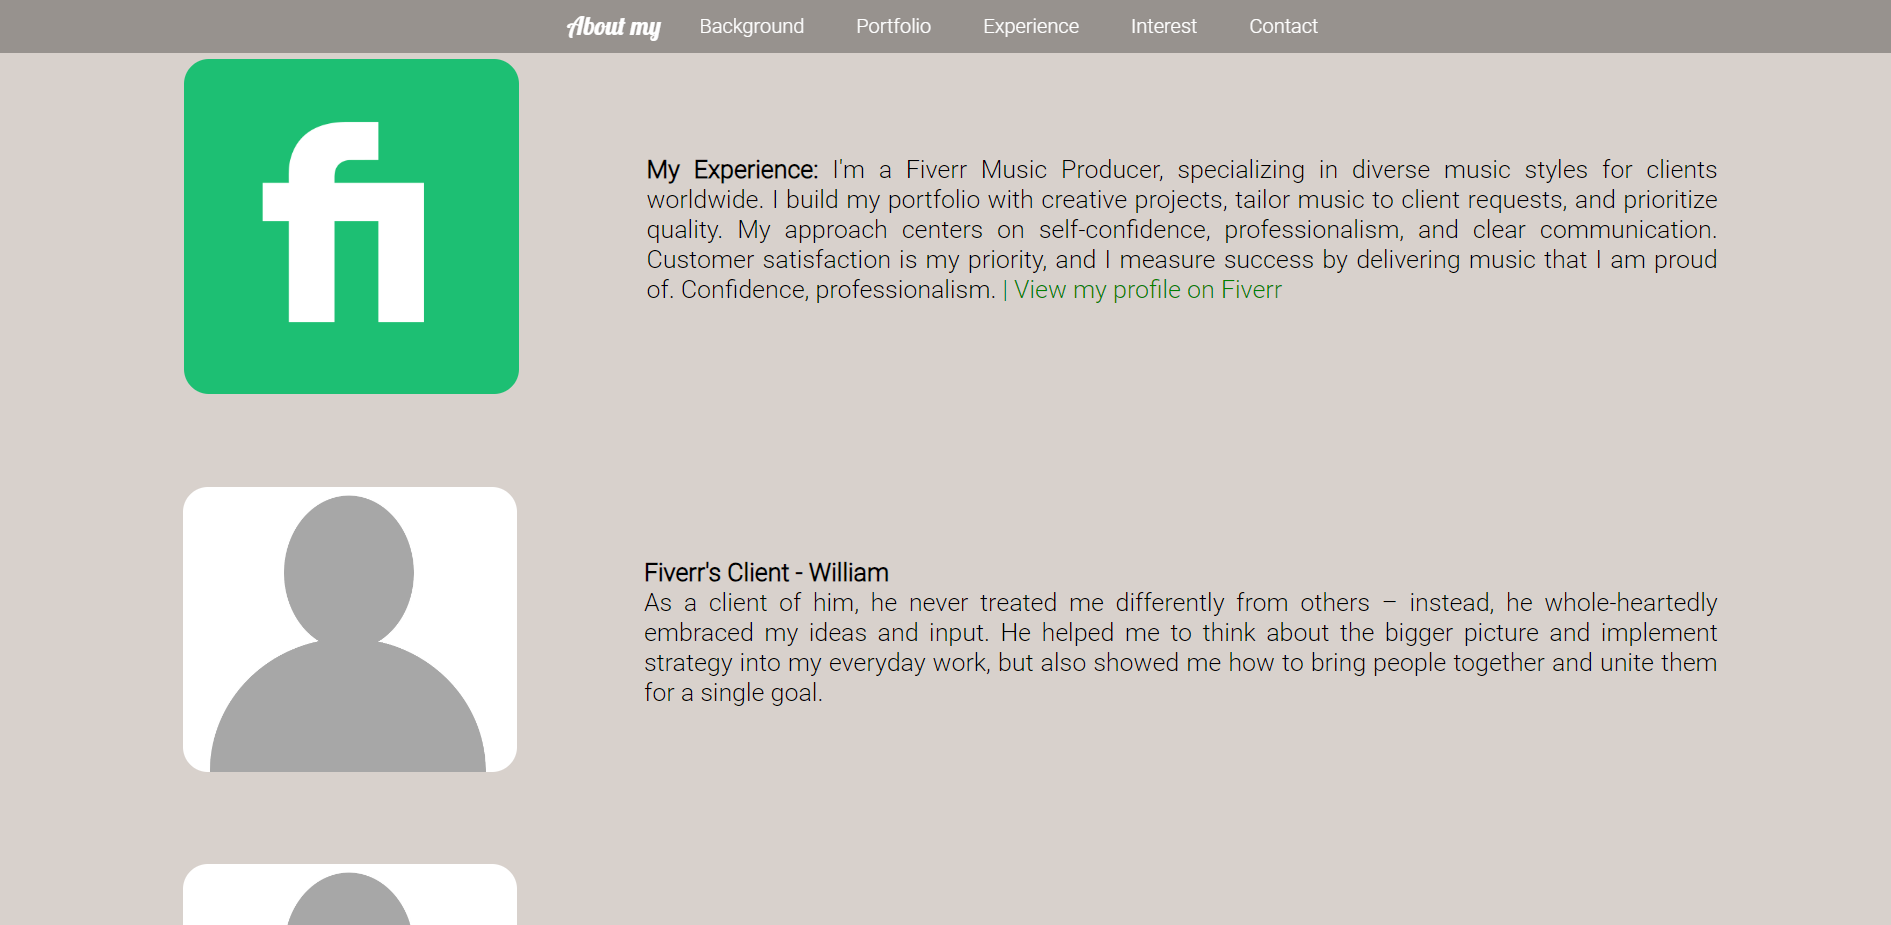 About my Background Portfolio Experience Interest Contact
fi
My Experience: I'm a Fiverr Music Producer, specializing in diverse music styles for clients
worldwide. I build my portfolio with creative projects, tailor music to client requests, and prioritize
quality. My approach centers on self-confidence, professionalism, and clear communication.
Customer satisfaction is my priority, and I measure success by delivering music that I am proud
of. Confidence, professionalism. | View my profile on Fiverr
Fiverr's Client - William
As a client of him, he never treated me differently from others – instead, he whole-heartedly
embraced my ideas and input. He helped me to think about the bigger picture and implement
strategy into my everyday work, but also showed me how to bring people together and unite them
for a single goal.